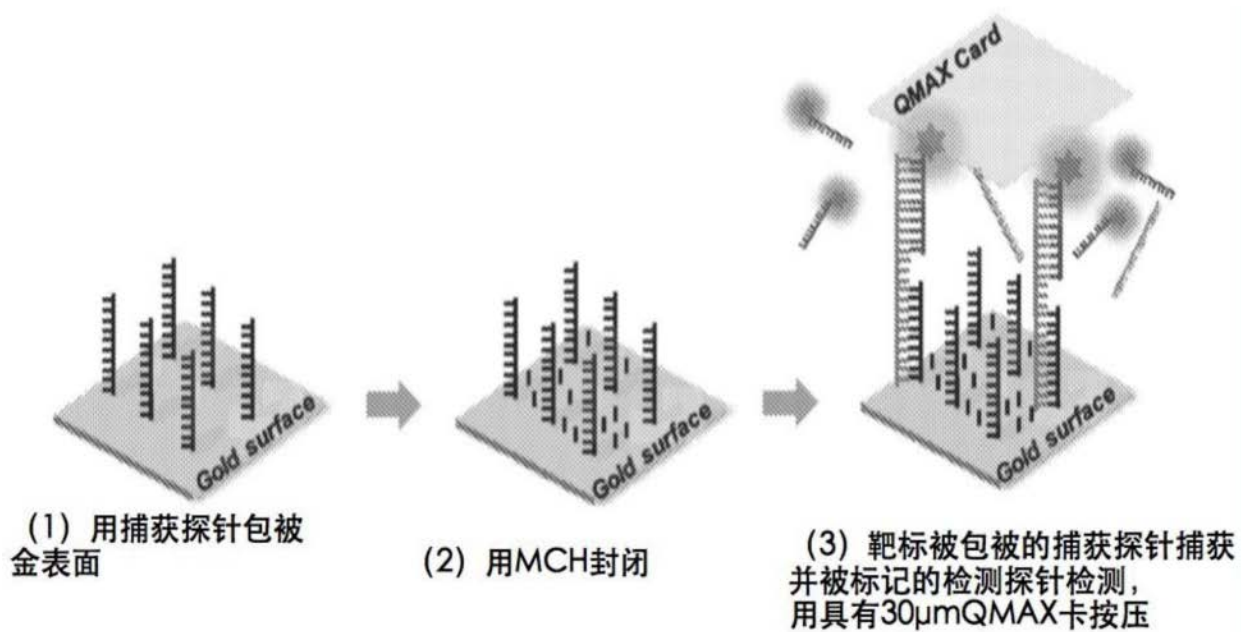 QMAX Card
Gold surface
Gold surface
Gold surface
(1) 用捕获探针包被
金表面
(2) 用MCH封闭
(3) 靶标被包被的捕获探针捕获
并被标记的检测探针检测,
用具有30μmQMAX卡按压